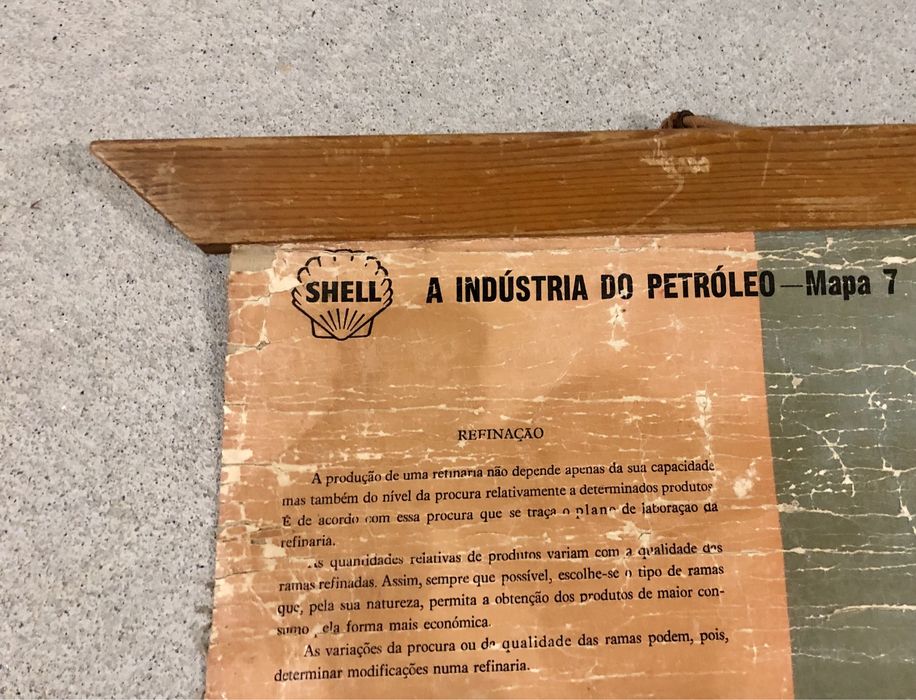 SHELL
A INDÚSTRIA DO PETRÓLEO — Mapa 7
REFINAÇÃO
A produção de uma refinaria não depende apenas da sua capacidade
mas também do nível da procura relativamente a determinados produtos
É de acordo com essa procura que se traça o plano de laboração da
refinaria.
As quantidades relativas de produtos variam com a qualidade das
ramas refinadas. Assim, sempre que possível, escolhe-se o tipo de ramas
que, pela sua natureza, permita a obtenção dos produtos de maior con-
sumo pela forma mais económica.
As variações da procura ou da qualidade das ramas podem, pois,
determinar modificações numa refinaria.